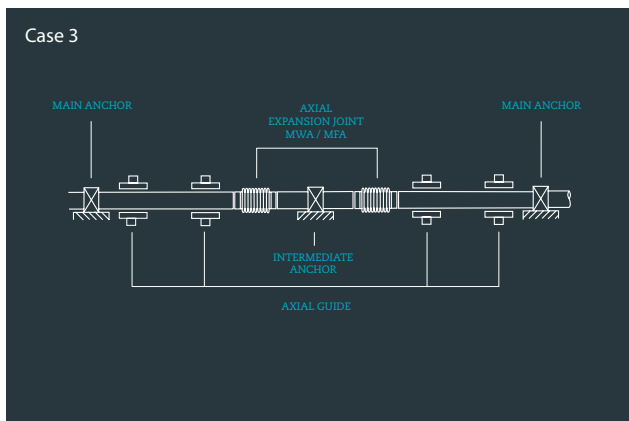 Case 3
MAIN ANCHOR
AXIAL
EXPANSION JOINT
MWA / MFA
MAIN ANCHOR
INTERMEDIATE
ANCHOR
AXIAL GUIDE